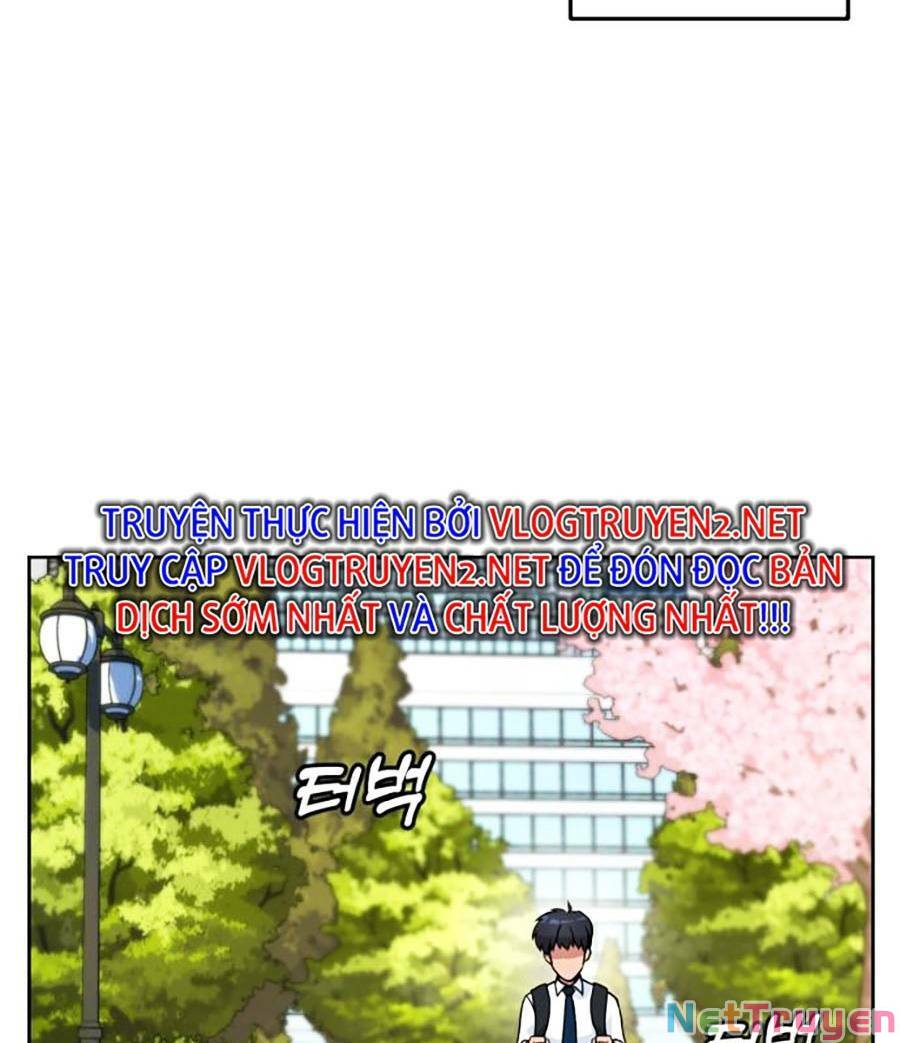 TRUYỆN THỰC HIỆN BỞI VLOGTRUYEN2.NET
TRUY CẬP VLOGTRUYEN2.NET ĐỂ ĐÓN ĐỌC BẢN
DỊCH SỚM NHẤT VÀ CHẤT LƯỢNG NHẤT!!!
터벅
NetTruyen